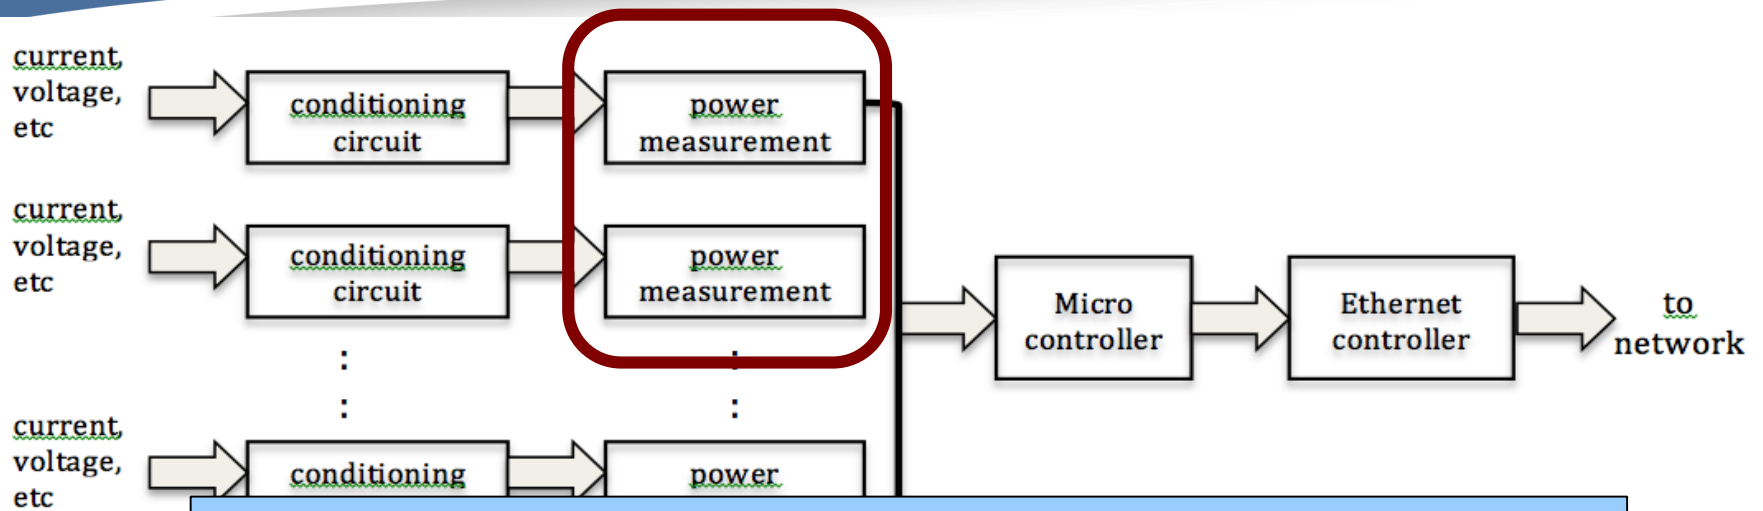 current,
voltage,
etc
conditioning
circuit
power
measurement
current,
voltage,
etc
conditioning
circuit
power
measurement
Micro
controller
Ethernet
controller
to
network
:
:
:
:
current,
voltage,
etc
conditioning
power